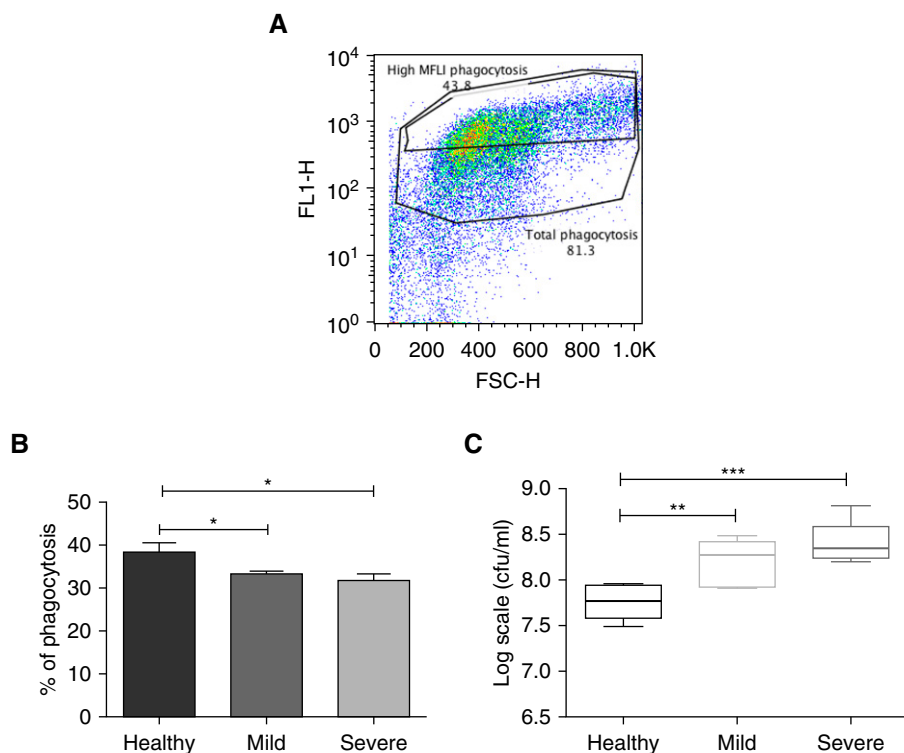 A
10⁴
10³
10²
10¹
10⁰
FL1-H
High MFLI phagocytosis
43.8
Total phagocytosis
81.3
0 200 400 600 800 1.0K
FSC-H
B
50
40
30
20
10
0
% of phagocytosis
*
*
Healthy Mild Severe
C
9.0
8.5
8.0
7.5
7.0
6.5
Log scale (cfu/ml)
***
**
Healthy Mild Severe